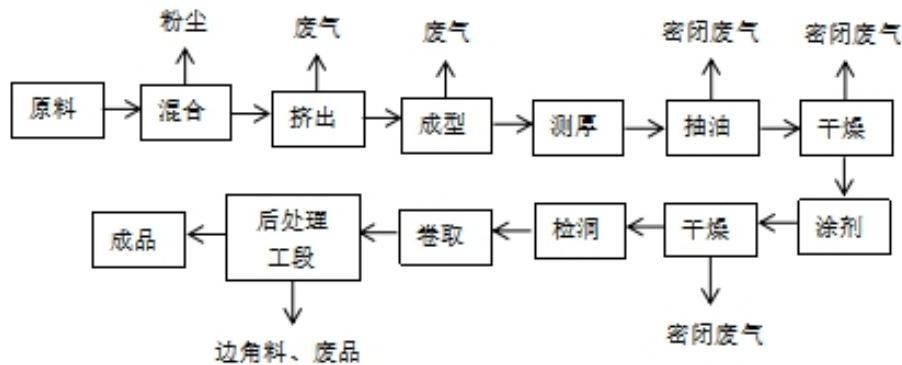 粉尘
废气
废气
密闭废气
密闭废气
原料
混合
挤出
成型
测厚
抽油
干燥
成品
后处理
工段
卷取
检洞
干燥
涂剂
边角料、废品
密闭废气